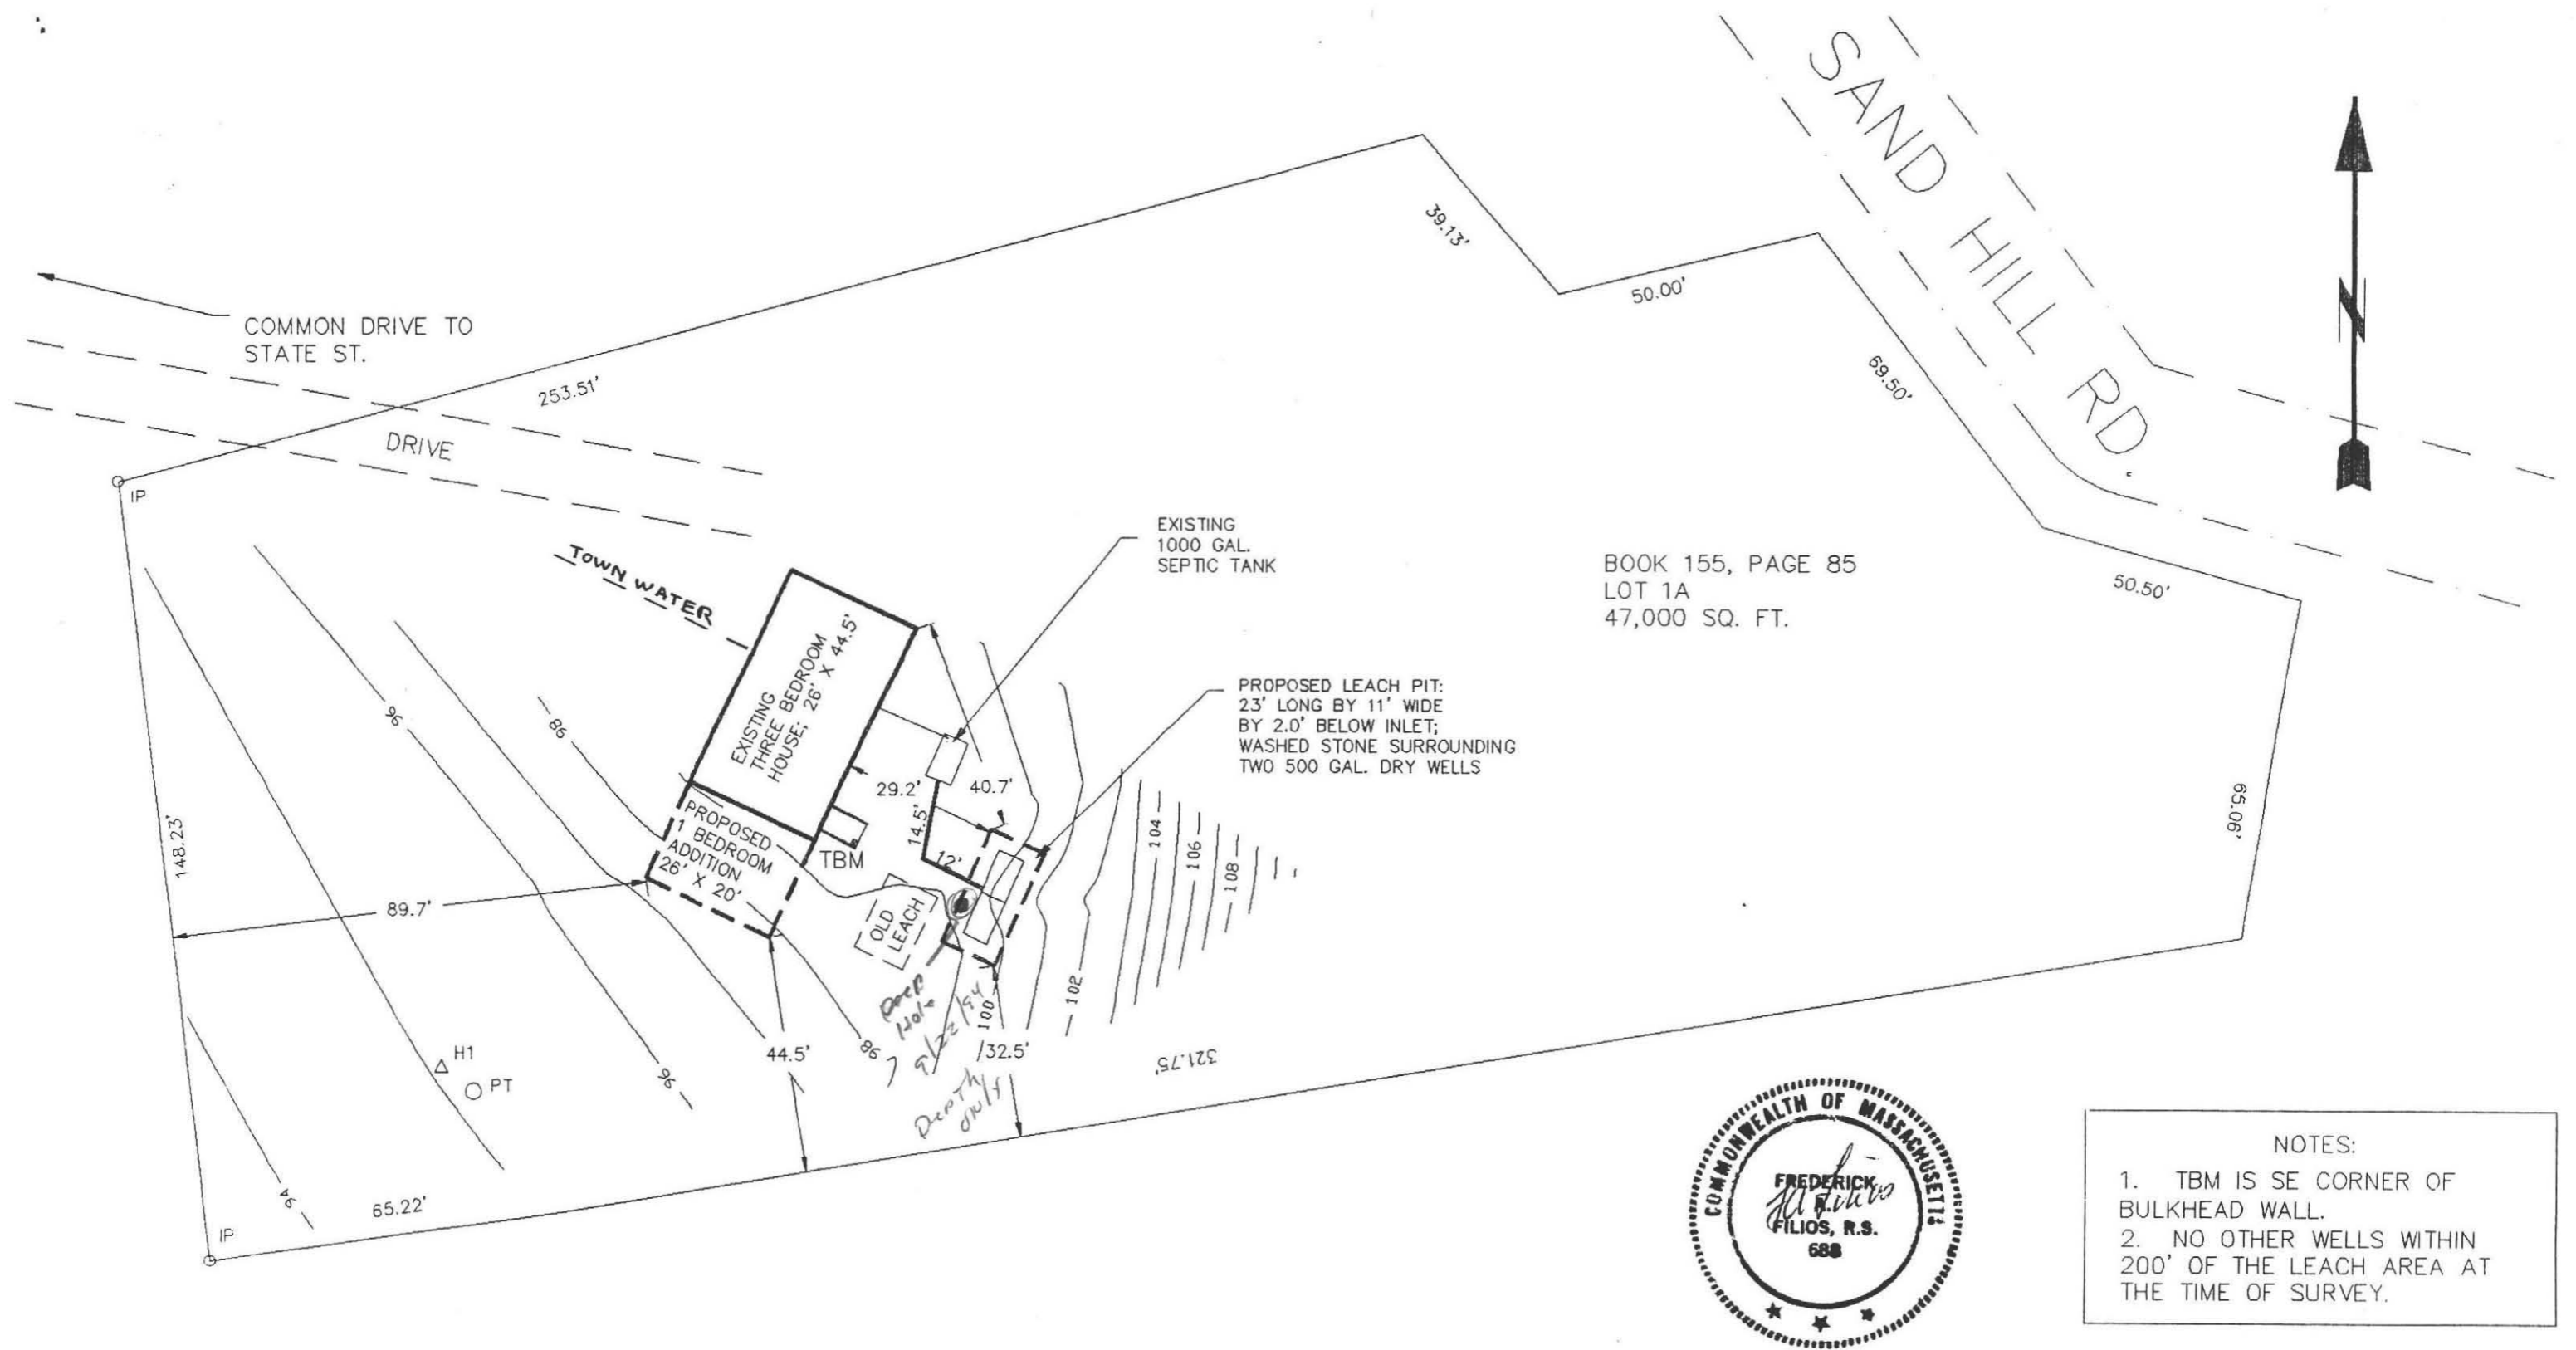 SAND HILL RD.
39.13'
50.00'
COMMON DRIVE TO
STATE ST.
253.51'
69.50'
N
DRIVE
IP
EXISTING
1000 GAL.
SEPTIC TANK
BOOK 155, PAGE 85
LOT 1A
47,000 SQ. FT.
50.50'
TOWN WATER
EXISTING
THREE BEDROOM
HOUSE; 26' X 44.5'
PROPOSED LEACH PIT:
23' LONG BY 11' WIDE
BY 2.0' BELOW INLET;
WASHED STONE SURROUNDING
TWO 500 GAL. DRY WELLS
96
98
29.2'
40.7'
14.5'
12'
PROPOSED
1 BEDROOM
ADDITION
26' X 20'
TBM
104
106
108
65.06'
148.23'
89.7'
OLD
LEACH
Deep
Hole
9/22/94
Depth
100
102
H1
PT
96
44.5'
98
32.5'
321.75'
94
65.22'
IP
COMMONWEALTH OF MASSACHUSETTS
FREDERICK
FILIOS, R.S.
688
NOTES:
1. TBM IS SE CORNER OF
BULKHEAD WALL.
2. NO OTHER WELLS WITHIN
200' OF THE LEACH AREA AT
THE TIME OF SURVEY.